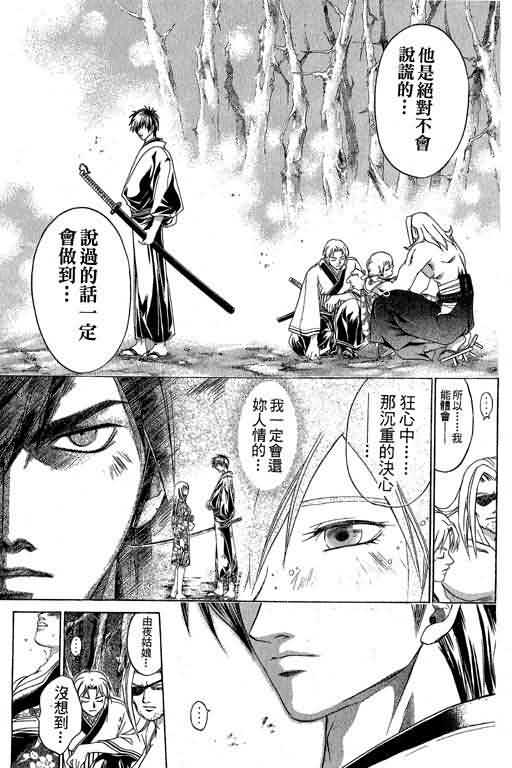 他是絕對不會
說謊的…
說過的話一定
會做到…
…
所以……我
能體會——
——狂心中……
那沉重的決心
我一定會還
妳人情的…
…
由夜姑娘…
沒想到…
…